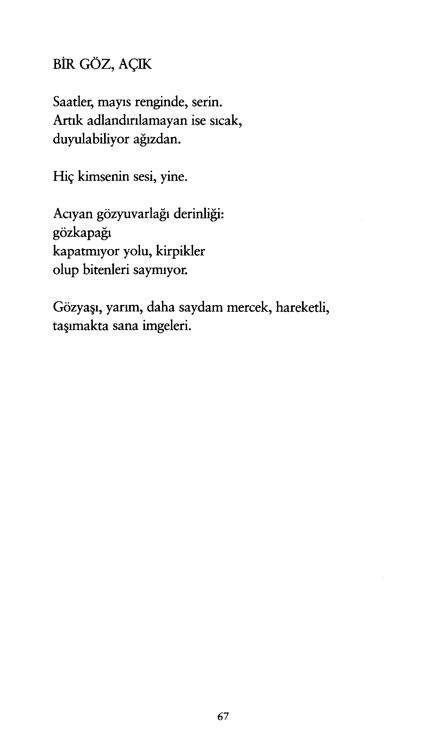 BİR GÖZ, AÇIK
Saatler, mayıs renginde, serin.
Artık adlandırılamayan ise sıcak,
duyulabiliyor ağızdan.
Hiç kimsenin sesi, yine.
Acıyan gözyuvarlağı derinliği:
gözkapağı
kapatmıyor yolu, kirpikler
olup bitenleri saymıyor.
Gözyaşı, yarım, daha saydam mercek, hareketli,
taşımakta sana imgeleri.
67